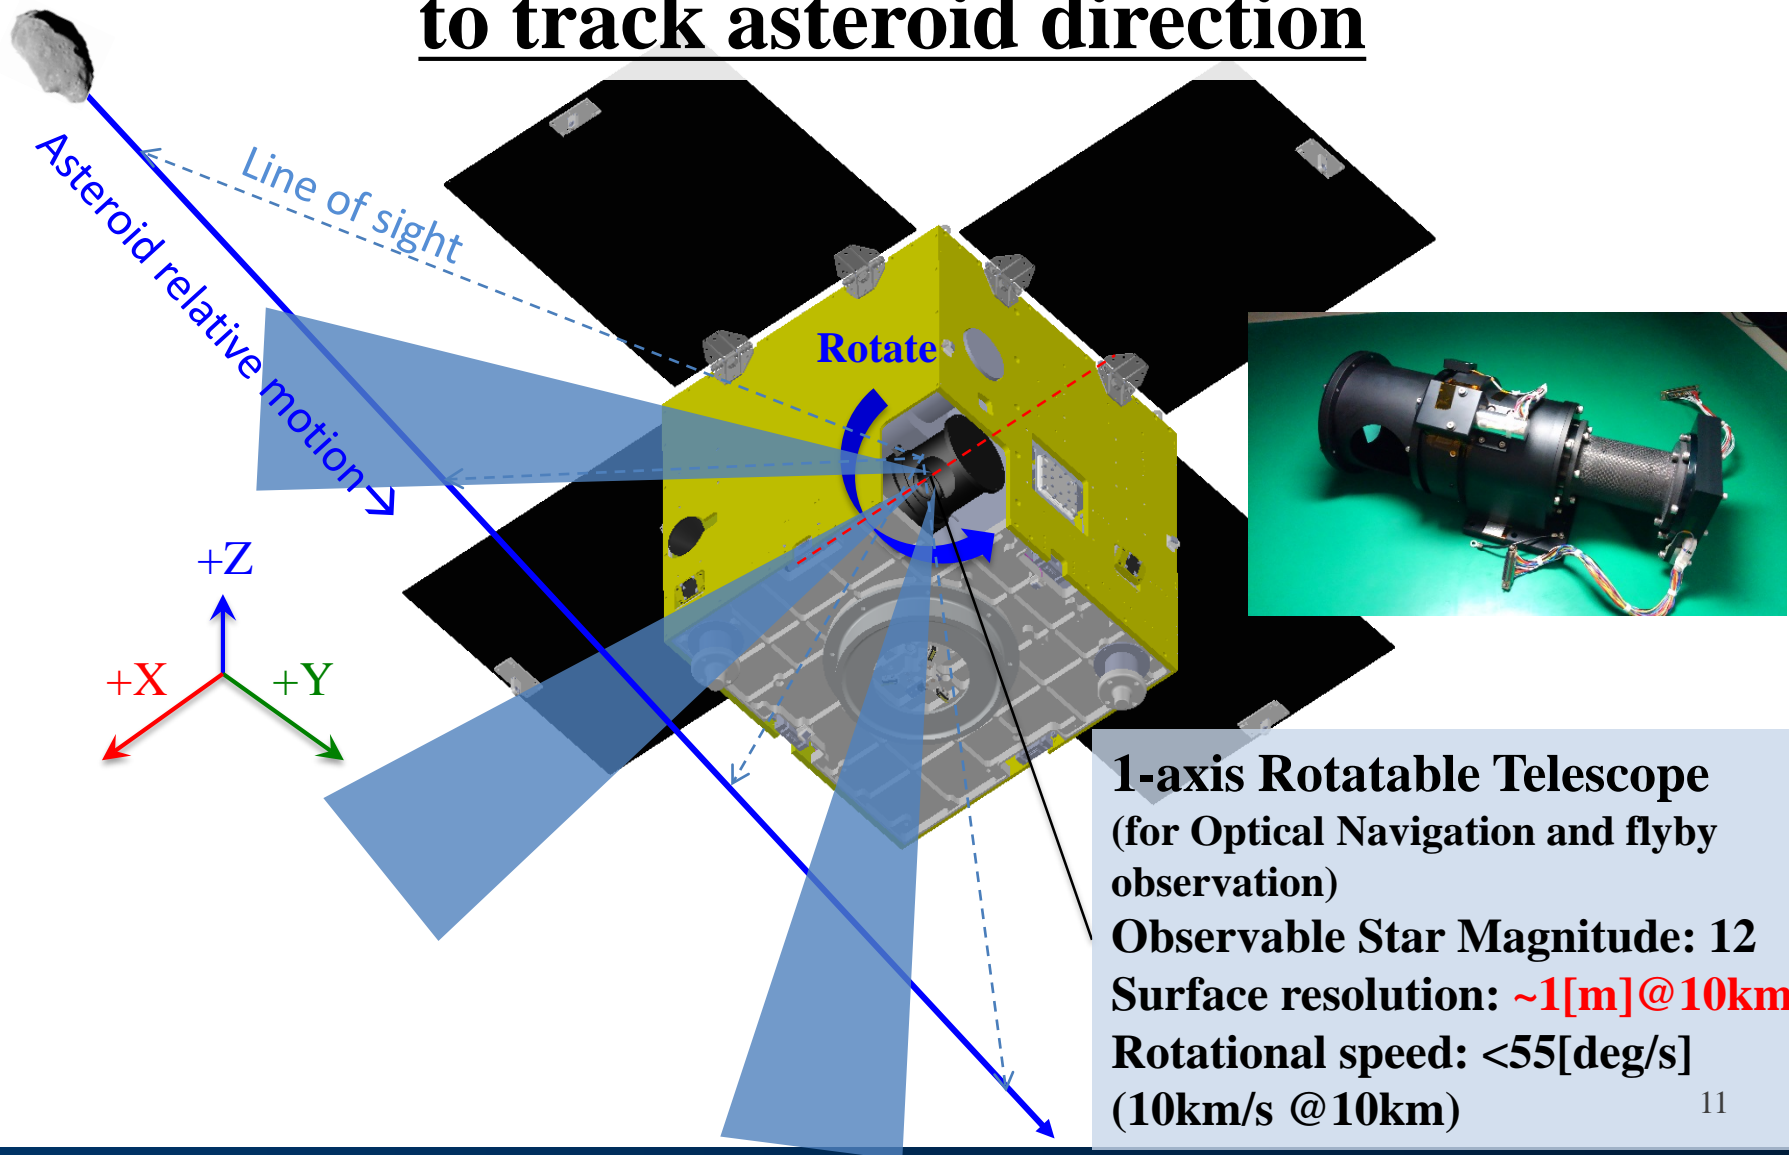 to track asteroid direction
Line of sight
Asteroid relative motion→
Rotate
+Z
+X
+Y
1-axis Rotatable Telescope
(for Optical Navigation and flyby
observation)
Observable Star Magnitude: 12
Surface resolution: ~1[m]@10km
Rotational speed: <55[deg/s]
(10km/s @10km)
11